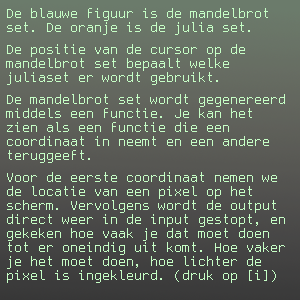 De blauwe figuur is de mandelbrot
set. De oranje is de julia set.
De positie van de cursor op de
mandelbrot set bepaalt welke
juliaset er wordt gebruikt.
De mandelbrot set wordt gegenereerd
middels een functie. Je kan het
zien als een functie die een
coordinaat in neemt en een andere
teruggeeft.
Voor de eerste coordinaat nemen we
de locatie van een pixel op het
scherm. Vervolgens wordt de output
direct weer in de input gestopt, en
gekeken hoe vaak je dat moet doen
tot er oneindig uit komt. Hoe vaker
je het moet doen, hoe lichter de
pixel is ingekleurd. (druk op [i])